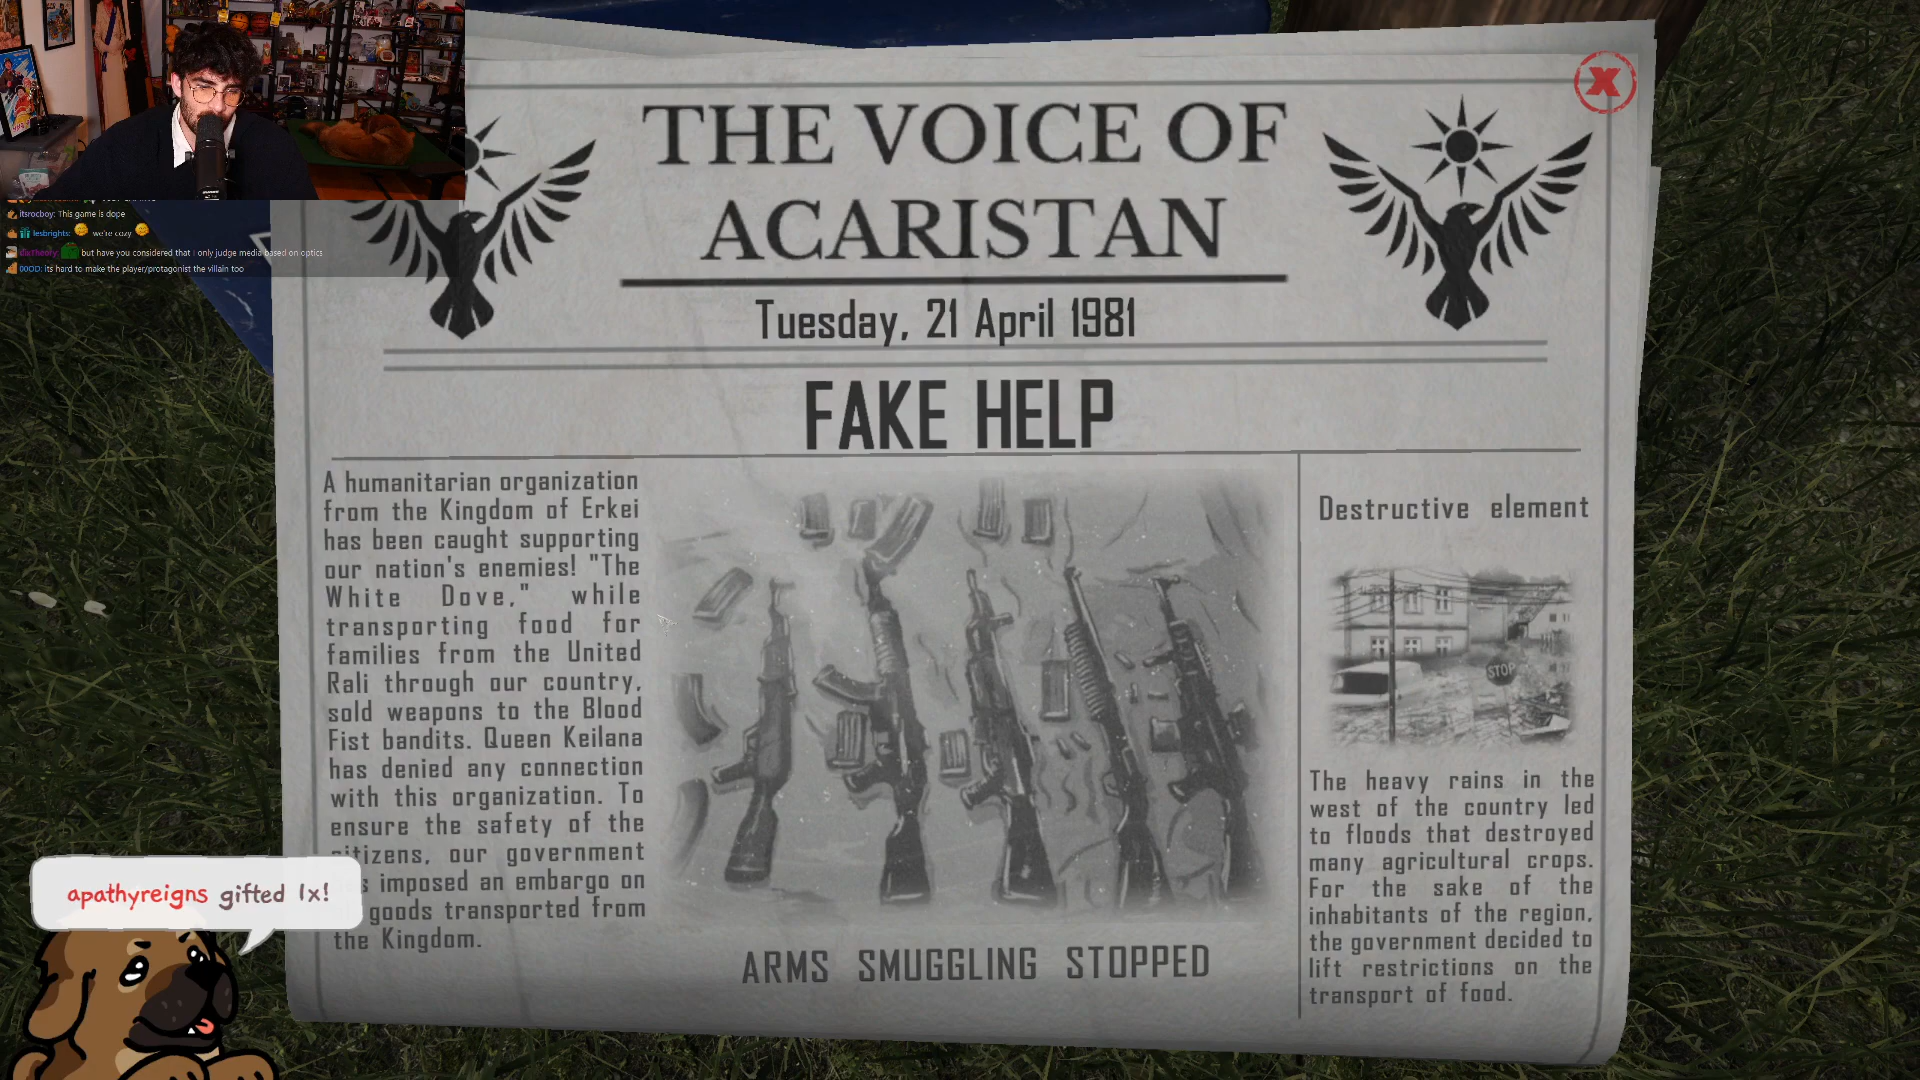 itsrocboy: This game is dope
lesbrights: we're cozy
but have you considered that I only judge media based on optics
00DD: its hard to make the player/protagonist the villain too
X
THE VOICE OF
ACARISTAN
Tuesday, 21 April 1981
FAKE HELP
A humanitarian organization
from the Kingdom of Erkei
has been caught supporting
our nation's enemies! "The
White Dove," while
transporting food for
families from the United
Rali through our country,
sold weapons to the Blood
Fist bandits. Queen Keilana
has denied any connection
with this organization. To
ensure the safety of the
citizens, our government
imposed an embargo on
goods transported from
the Kingdom.
ARMS SMUGGLING STOPPED
Destructive element
STOP
The heavy rains in the
west of the country led
to floods that destroyed
many agricultural crops.
For the sake of the
inhabitants of the region,
the government decided to
lift restrictions on the
transport of food.
apathyreigns gifted 1x!